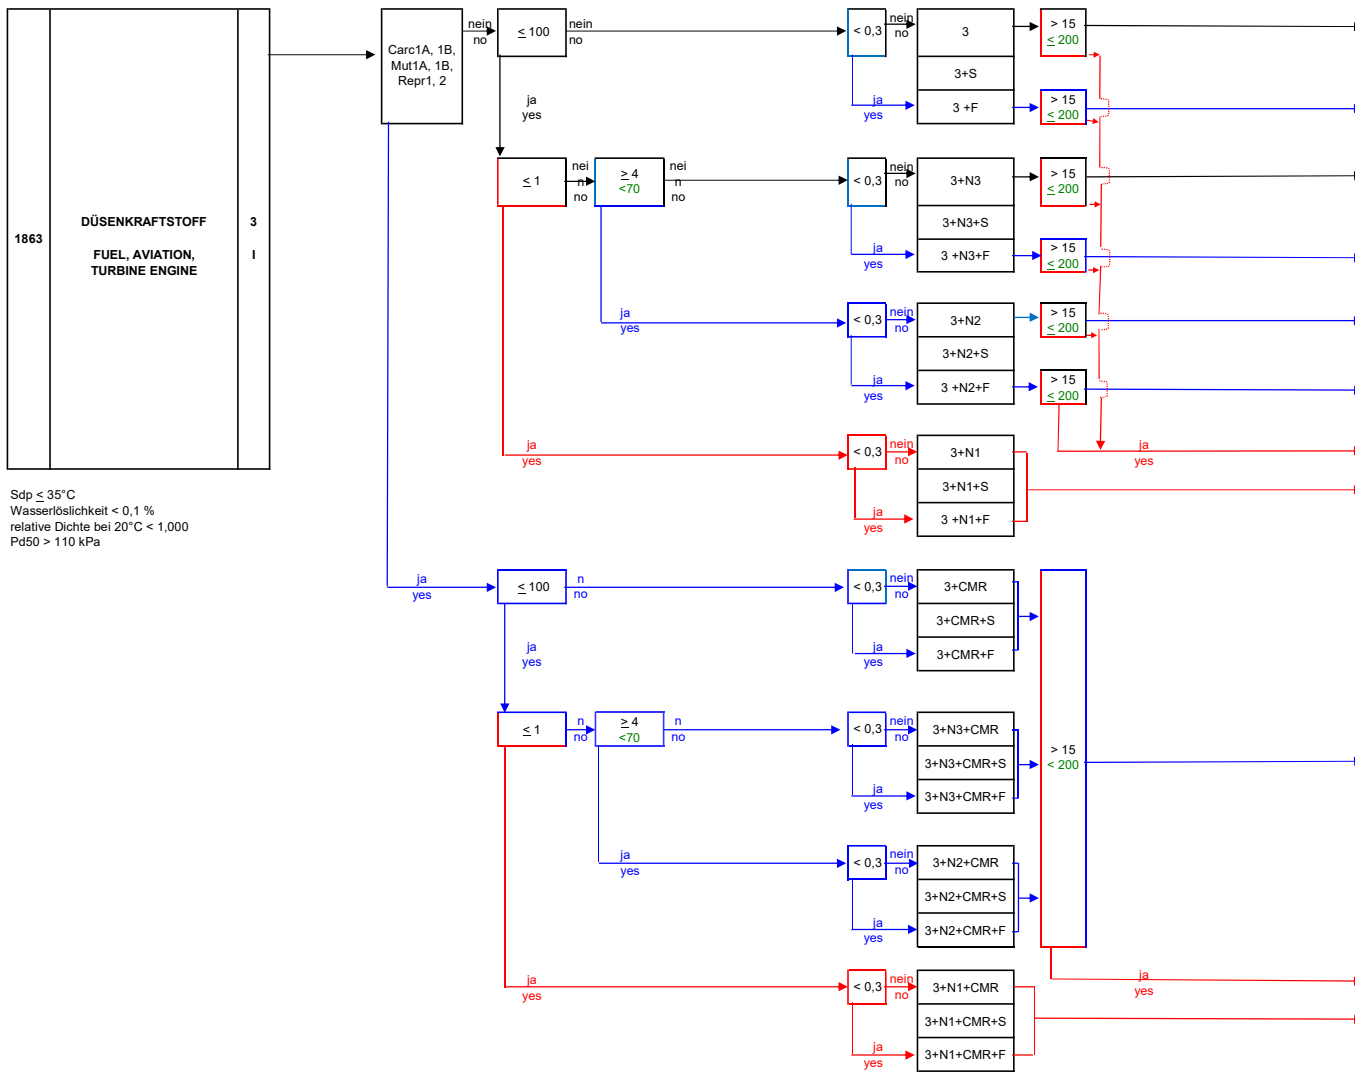 1863
DÜSENKRAFTSTOFF
FUEL, AVIATION,
TURBINE ENGINE
3
I
Sdp ≤ 35°C
Wasserlöslichkeit < 0,1 %
relative Dichte bei 20°C < 1,000
Pd50 > 110 kPa
Carc1A, 1B,
Mut1A, 1B,
Repr1, 2
nein
no
≤ 100
nein
no
< 0,3
nein
no
3
> 15
≤ 200
3+S
ja
yes
ja
yes
3 +F
> 15
≤ 200
≤ 1
nei
n
no
≥ 4
<70
nei
n
no
< 0,3
nein
no
3+N3
> 15
≤ 200
3+N3+S
ja
yes
3 +N3+F
> 15
≤ 200
ja
yes
< 0,3
nein
no
3+N2
> 15
≤ 200
3+N2+S
ja
yes
3 +N2+F
> 15
≤ 200
ja
yes
< 0,3
nein
no
3+N1
ja
yes
3+N1+S
ja
yes
3 +N1+F
ja
yes
≤ 100
n
no
< 0,3
nein
no
3+CMR
3+CMR+S
ja
yes
ja
yes
3+CMR+F
≤ 1
n
no
≥ 4
<70
n
no
< 0,3
nein
no
3+N3+CMR
3+N3+CMR+S
> 15
< 200
ja
yes
3+N3+CMR+F
ja
yes
< 0,3
nein
no
3+N2+CMR
3+N2+CMR+S
ja
yes
3+N2+CMR+F
ja
yes
< 0,3
nein
no
3+N1+CMR
ja
yes
3+N1+CMR+S
ja
yes
3+N1+CMR+F